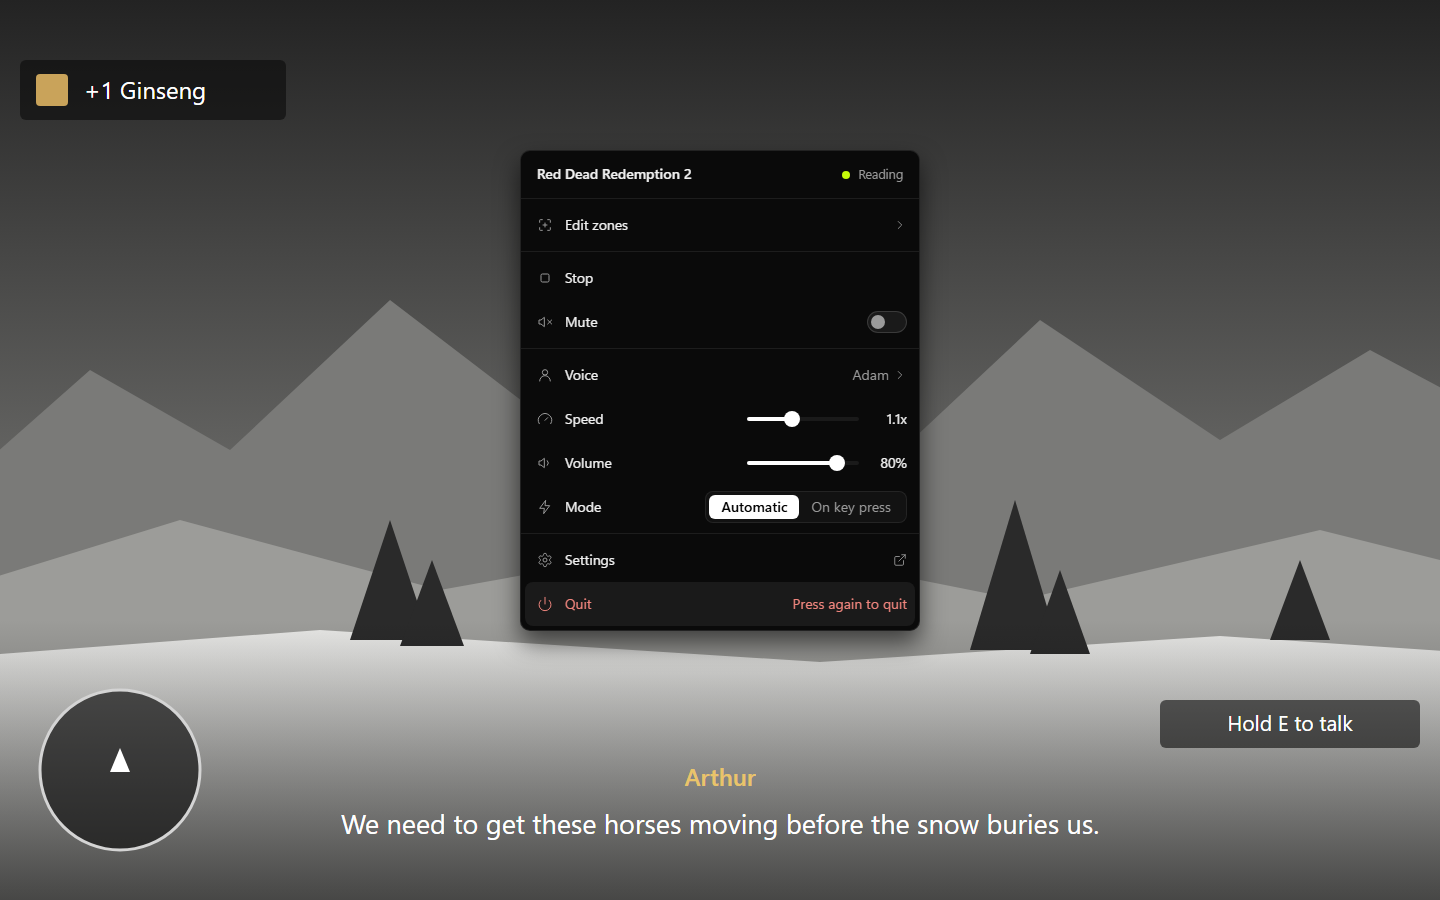 +1 Ginseng
Red Dead Redemption 2
Reading
Edit zones
Stop
Mute
Voice
Adam
Speed
1.1x
Volume
80%
Mode
Automatic
On key press
Settings
Quit
Press again to quit
Hold E to talk
Arthur
We need to get these horses moving before the snow buries us.